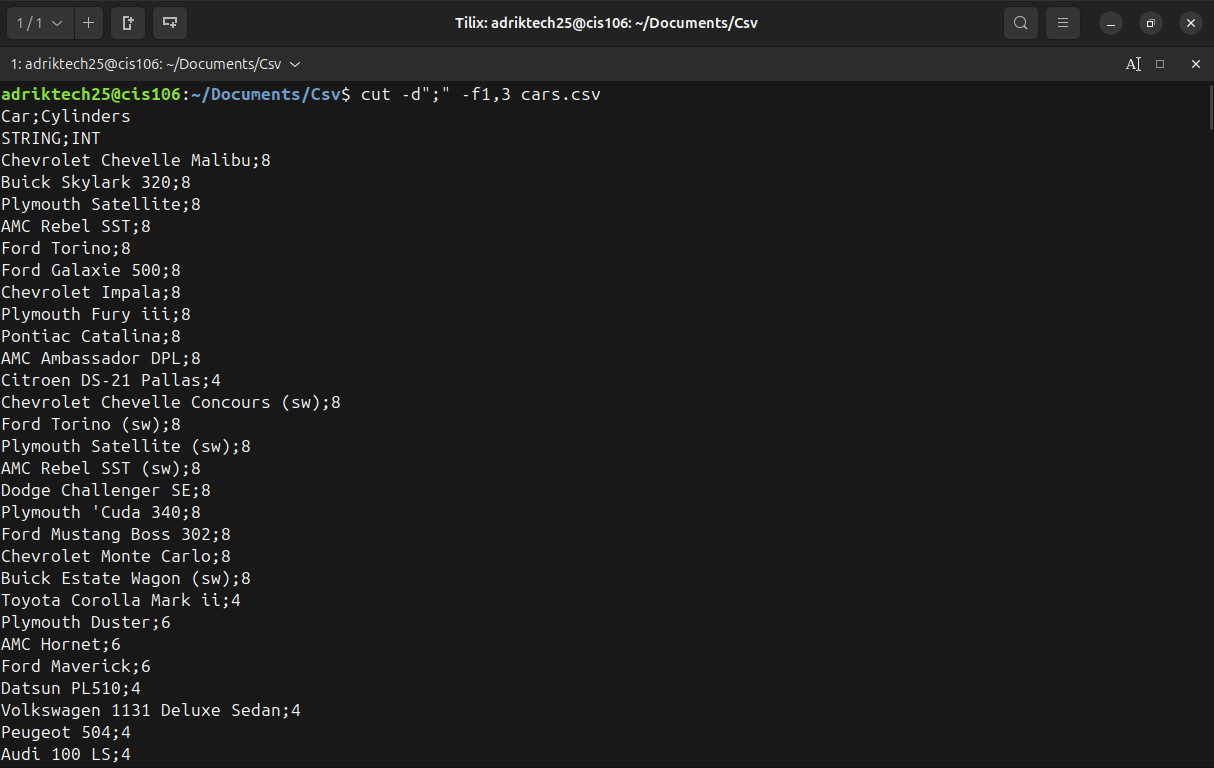 1 / 1
Tilix: adriktech25@cis106: ~/Documents/Csv
1: adriktech25@cis106: ~/Documents/Csv
adriktech25@cis106:~/Documents/Csv$ cut -d";" -f1,3 cars.csv
Car;Cylinders
STRING;INT
Chevrolet Chevelle Malibu;8
Buick Skylark 320;8
Plymouth Satellite;8
AMC Rebel SST;8
Ford Torino;8
Ford Galaxie 500;8
Chevrolet Impala;8
Plymouth Fury iii;8
Pontiac Catalina;8
AMC Ambassador DPL;8
Citroen DS-21 Pallas;4
Chevrolet Chevelle Concours (sw);8
Ford Torino (sw);8
Plymouth Satellite (sw);8
AMC Rebel SST (sw);8
Dodge Challenger SE;8
Plymouth 'Cuda 340;8
Ford Mustang Boss 302;8
Chevrolet Monte Carlo;8
Buick Estate Wagon (sw);8
Toyota Corolla Mark ii;4
Plymouth Duster;6
AMC Hornet;6
Ford Maverick;6
Datsun PL510;4
Volkswagen 1131 Deluxe Sedan;4
Peugeot 504;4
Audi 100 LS;4